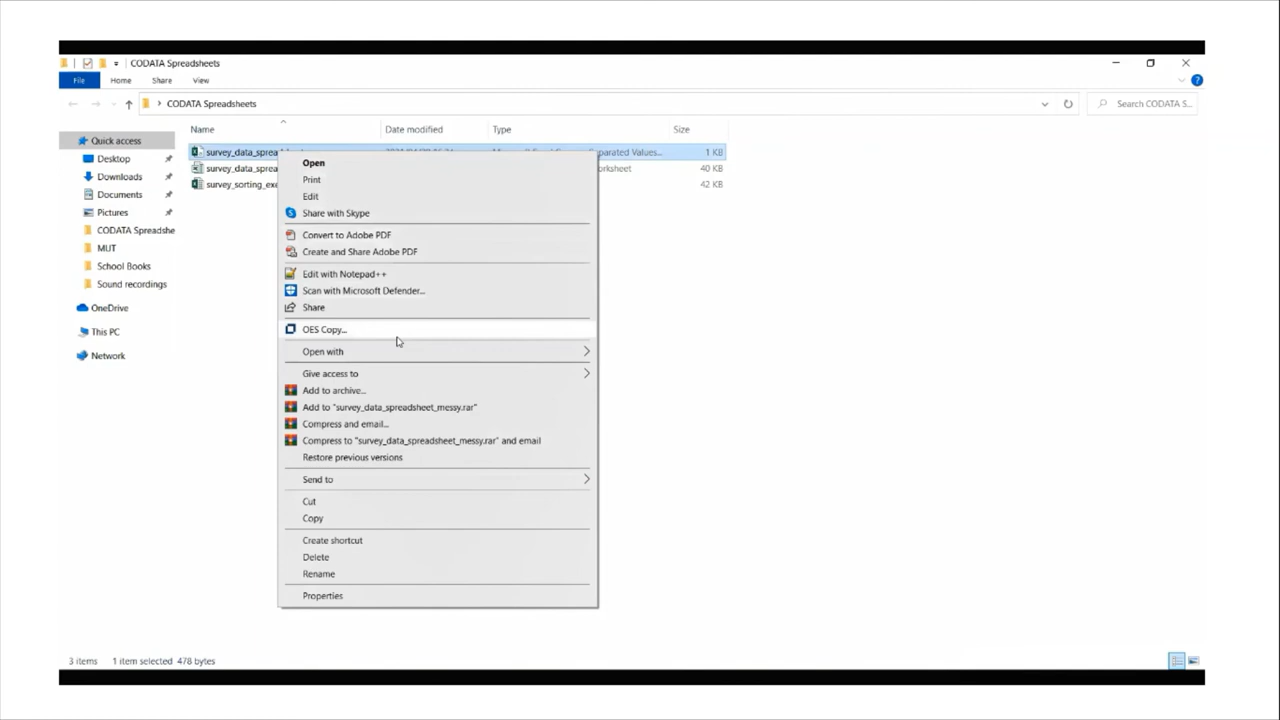 CODATA Spreadsheets
File Home Share View
CODATA Spreadsheets
Search CODATA S...
Name Date modified Type Size
Quick access
Desktop
Downloads
Documents
Pictures
CODATA Spreadshe
MUT
School Books
Sound recordings
OneDrive
This PC
Network
survey_data_sprea parated Values... 1 KB
survey_data_sprea orksheet 40 KB
survey_sorting_exe 42 KB
Open
Print
Edit
Share with Skype
Convert to Adobe PDF
Create and Share Adobe PDF
Edit with Notepad++
Scan with Microsoft Defender...
Share
OES Copy...
Open with
Give access to
Add to archive...
Add to "survey_data_spreadsheet_messy.rar"
Compress and email...
Compress to "survey_data_spreadsheet_messy.rar" and email
Restore previous versions
Send to
Cut
Copy
Create shortcut
Delete
Rename
Properties
3 items 1 item selected 478 bytes